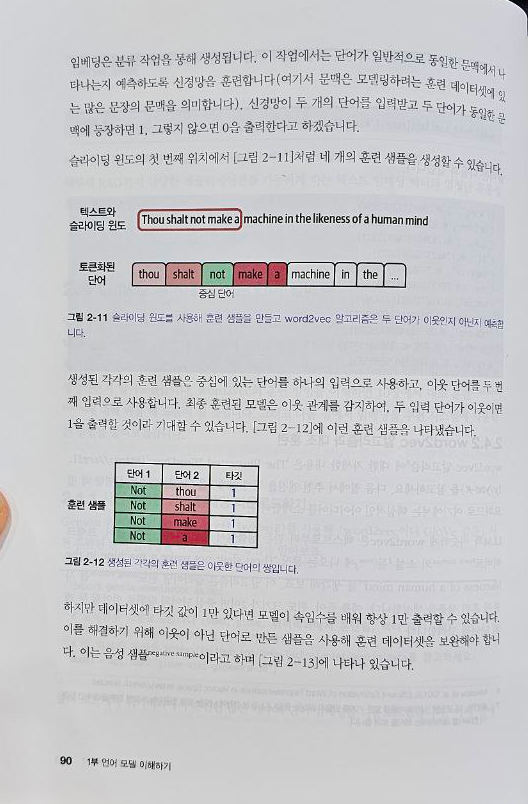 임베딩은 분류 작업을 통해 생성됩니다. 이 작업에서는 단어가 일반적으로 동일한 문맥에서 나
타나는지 예측하도록 신경망을 훈련합니다(여기서 문맥은 모델링하려는 훈련 데이터셋에 있
는 많은 문장의 문맥을 의미합니다). 신경망이 두 개의 단어를 입력받고 두 단어가 동일한 문
맥에 등장하면 1, 그렇지 않으면 0을 출력한다고 하겠습니다.
슬라이딩 윈도의 첫 번째 위치에서 [그림 2-11]처럼 네 개의 훈련 샘플을 생성할 수 있습니다.
텍스트와
슬라이딩 윈도
Thou shalt not make a machine in the likeness of a human mind
토큰화된
단어
thou shalt not make a machine in the ...
중심 단어
그림 2-11 슬라이딩 윈도를 사용해 훈련 샘플을 만들고 word2vec 알고리즘은 두 단어가 이웃인지 아닌지 예측합
니다.
생성된 각각의 훈련 샘플은 중심에 있는 단어를 하나의 입력으로 사용하고, 이웃 단어를 두 번
째 입력으로 사용합니다. 최종 훈련된 모델은 이웃 관계를 감지하여, 두 입력 단어가 이웃이면
1을 출력할 것이라 기대할 수 있습니다. [그림 2-12]에 이런 훈련 샘플을 나타냈습니다.
단어 1 단어 2 타깃
훈련 샘플
Not thou 1
Not shalt 1
Not make 1
Not a 1
그림 2-12 생성된 각각의 훈련 샘플은 이웃한 단어의 쌍입니다.
하지만 데이터셋에 타깃 값이 1만 있다면 모델이 속임수를 배워 항상 1만 출력할 수 있습니다.
이를 해결하기 위해 이웃이 아닌 단어로 만든 샘플을 사용해 훈련 데이터셋을 보완해야 합니
다. 이는 음성 샘플negative sample이라고 하며 [그림 2-13]에 나타나 있습니다.
90 1부 언어 모델 이해하기